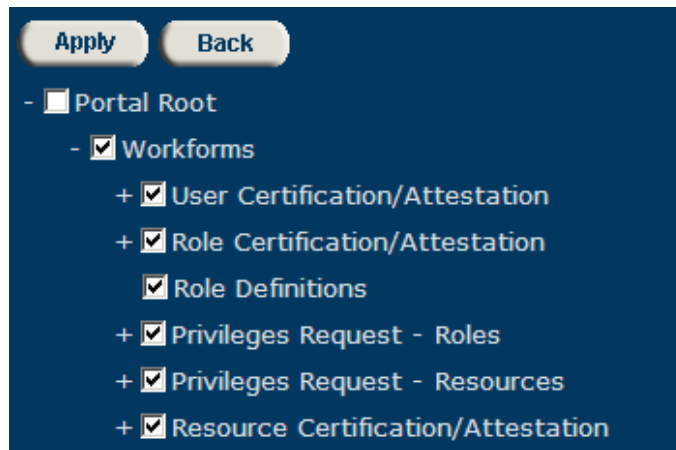 Apply Back
- Portal Root
- Workforms
+ User Certification/Attestation
+ Role Certification/Attestation
Role Definitions
+ Privileges Request - Roles
+ Privileges Request - Resources
+ Resource Certification/Attestation